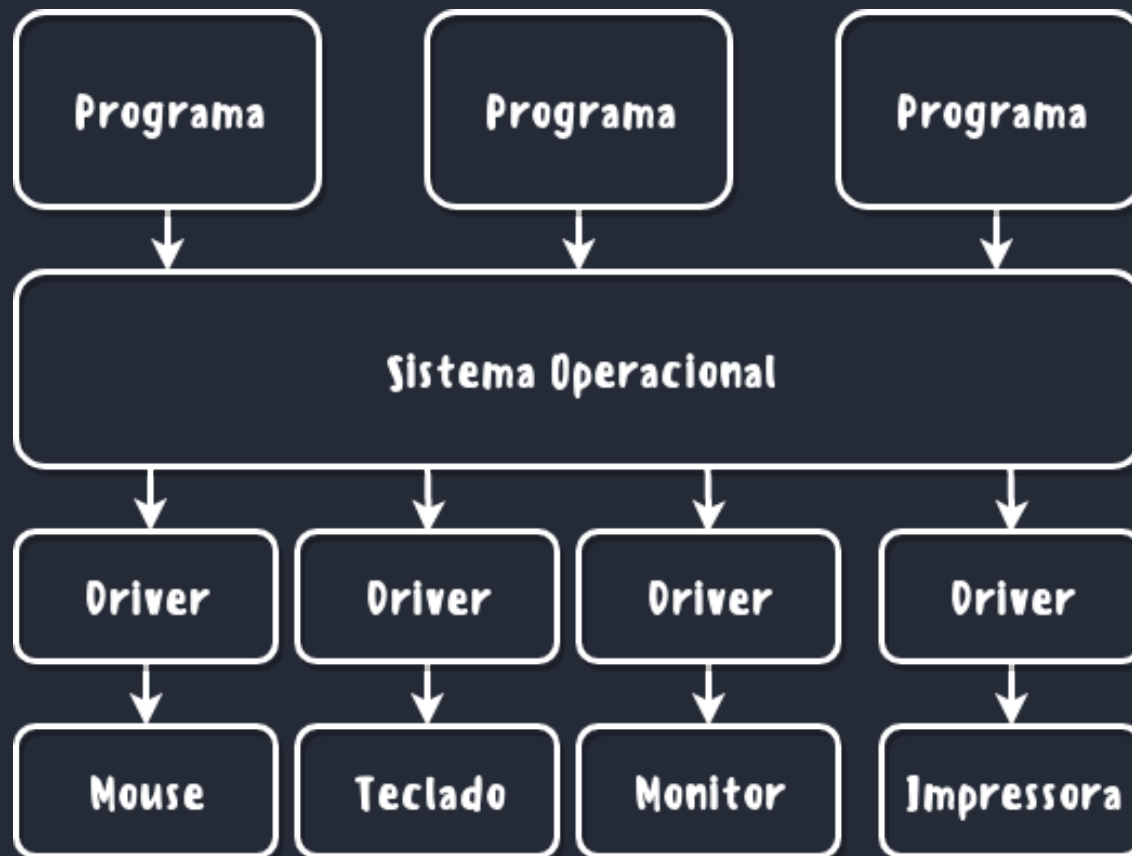 Programa
Programa
Programa
Sistema Operacional
Driver
Driver
Driver
Driver
Mouse
Teclado
Monitor
Impressora